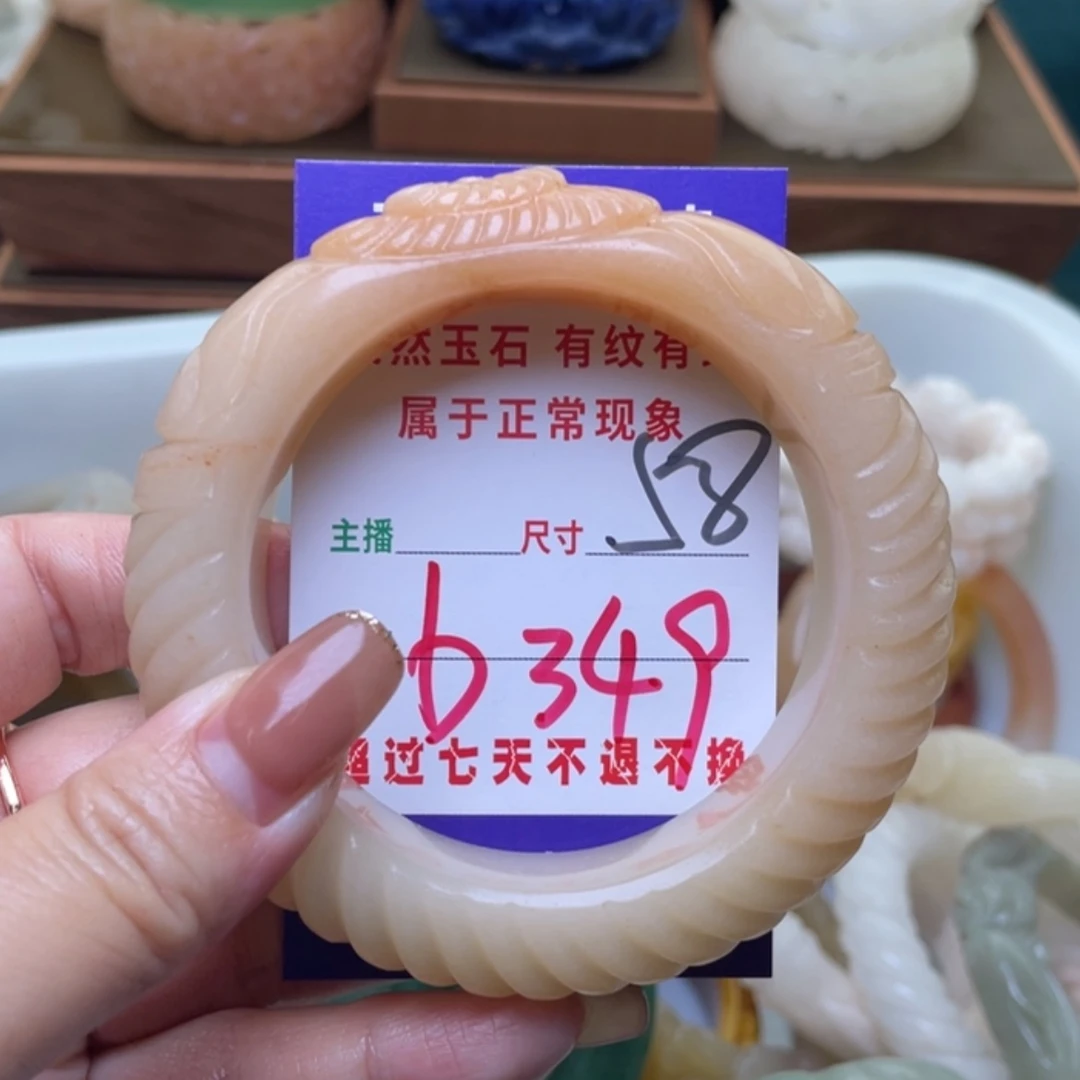 然玉石 有纹有
属于正常现象
主播 尺寸 58
b349
超过七天不退不换